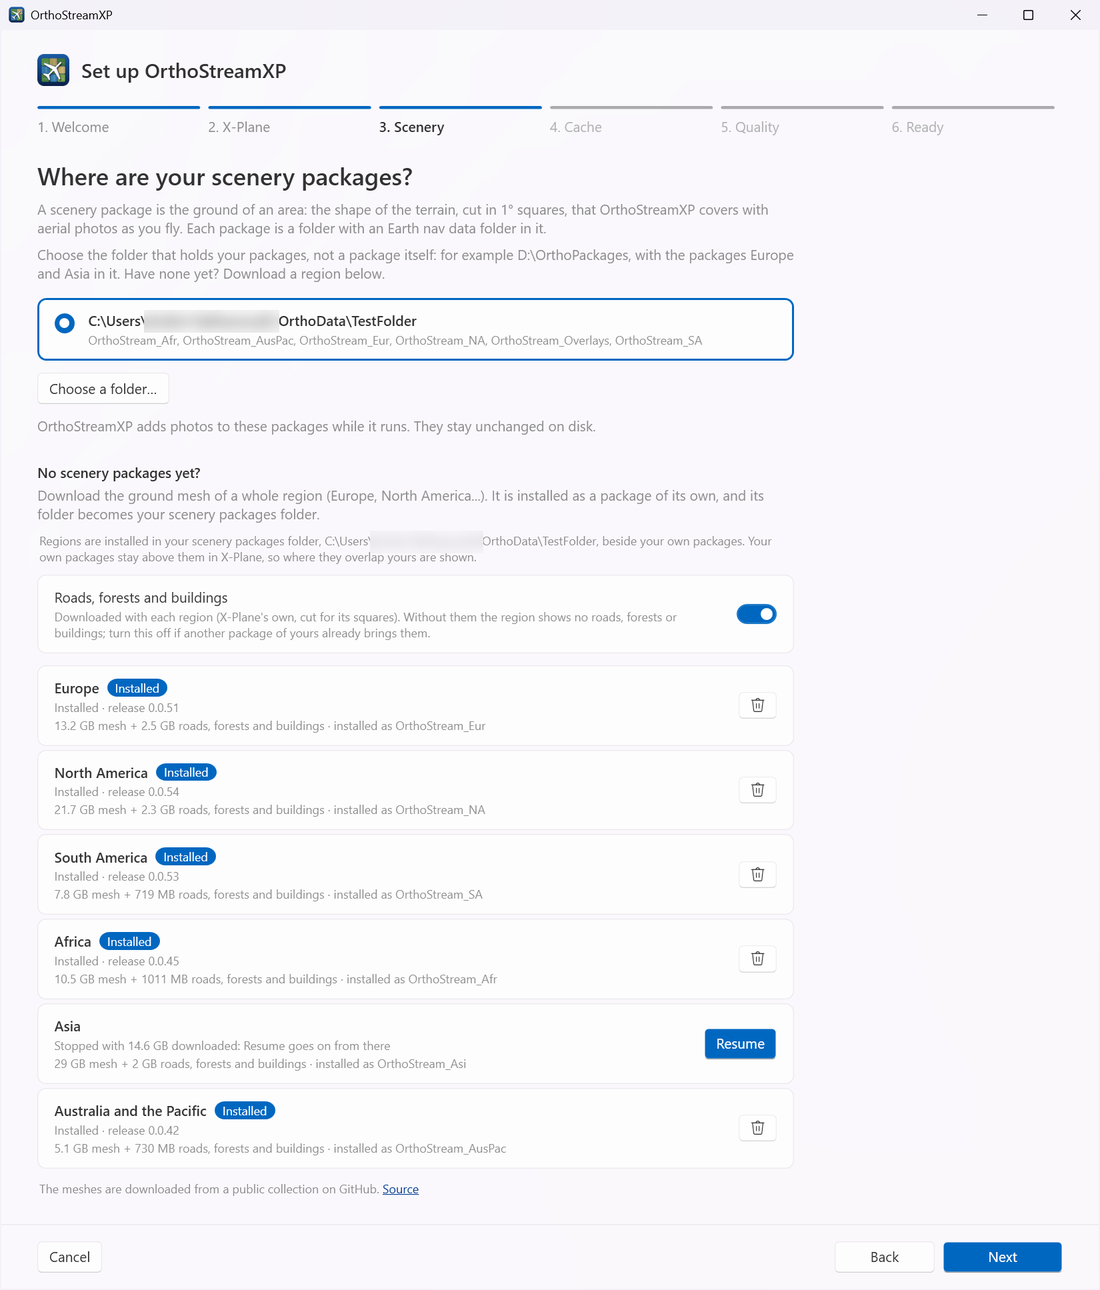 OrthoStreamXP
Set up OrthoStreamXP
1. Welcome
2. X-Plane
3. Scenery
4. Cache
5. Quality
6. Ready
Where are your scenery packages?
A scenery package is the ground of an area: the shape of the terrain, cut in 1° squares, that OrthoStreamXP covers with
aerial photos as you fly. Each package is a folder with an Earth nav data folder in it.
Choose the folder that holds your packages, not a package itself: for example D:\OrthoPackages, with the packages Europe
and Asia in it. Have none yet? Download a region below.
C:\Users\ OrthoData\TestFolder
OrthoStream_Afr, OrthoStream_AusPac, OrthoStream_Eur, OrthoStream_NA, OrthoStream_Overlays, OrthoStream_SA
Choose a folder...
OrthoStreamXP adds photos to these packages while it runs. They stay unchanged on disk.
No scenery packages yet?
Download the ground mesh of a whole region (Europe, North America...). It is installed as a package of its own, and its
folder becomes your scenery packages folder.
Regions are installed in your scenery packages folder, C:\Users\ OrthoData\TestFolder, beside your own packages. Your
own packages stay above them in X-Plane, so where they overlap yours are shown.
Roads, forests and buildings
Downloaded with each region (X-Plane's own, cut for its squares). Without them the region shows no roads, forests or
buildings; turn this off if another package of yours already brings them.
Europe Installed
Installed · release 0.0.51
13.2 GB mesh + 2.5 GB roads, forests and buildings · installed as OrthoStream_Eur
North America Installed
Installed · release 0.0.54
21.7 GB mesh + 2.3 GB roads, forests and buildings · installed as OrthoStream_NA
South America Installed
Installed · release 0.0.53
7.8 GB mesh + 719 MB roads, forests and buildings · installed as OrthoStream_SA
Africa Installed
Installed · release 0.0.45
10.5 GB mesh + 1011 MB roads, forests and buildings · installed as OrthoStream_Afr
Asia
Stopped with 14.6 GB downloaded: Resume goes on from there
29 GB mesh + 2 GB roads, forests and buildings · installed as OrthoStream_Asi
Resume
Australia and the Pacific Installed
Installed · release 0.0.42
5.1 GB mesh + 730 MB roads, forests and buildings · installed as OrthoStream_AusPac
The meshes are downloaded from a public collection on GitHub. Source
Cancel
Back
Next